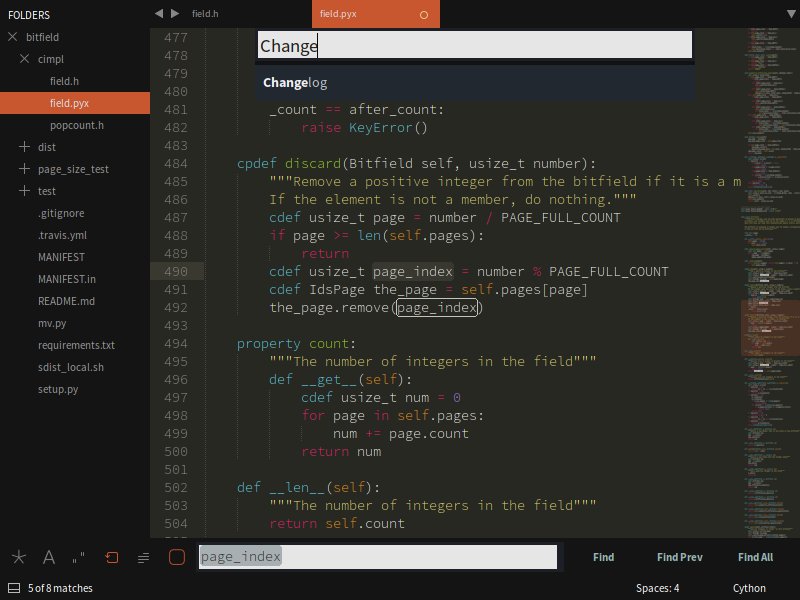 FOLDERS
bitfield
cimpl
field.h
field.pyx
popcount.h
dist
page_size_test
test
.gitignore
.travis.yml
MANIFEST
MANIFEST.in
README.md
mv.py
requirements.txt
sdist_local.sh
setup.py
field.h
field.pyx
Change
Changelog
477
478
479
480
481 _count == after_count:
482 raise KeyError()
483
484 cpdef discard(Bitfield self, usize_t number):
485 """Remove a positive integer from the bitfield if it is a m
486 If the element is not a member, do nothing."""
487 cdef usize_t page = number / PAGE_FULL_COUNT
488 if page >= len(self.pages):
489 return
490 cdef usize_t page_index = number % PAGE_FULL_COUNT
491 cdef IdsPage the_page = self.pages[page]
492 the_page.remove(page_index)
493
494 property count:
495 """The number of integers in the field"""
496 def __get__(self):
497 cdef usize_t num = 0
498 for page in self.pages:
499 num += page.count
500 return num
501
502 def __len__(self):
503 """The number of integers in the field"""
504 return self.count
page_index
Find
Find Prev
Find All
5 of 8 matches
Spaces: 4
Cython